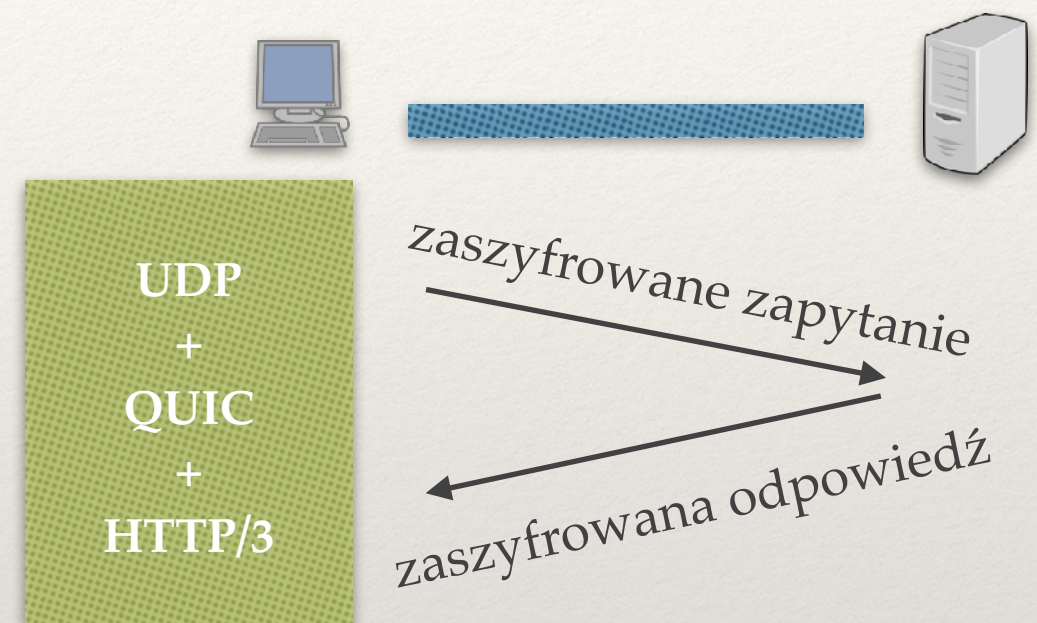 UDP
+
QUIC
+
HTTP/3
zaszyfrowane zapytanie
zaszyfrowana odpowiedź